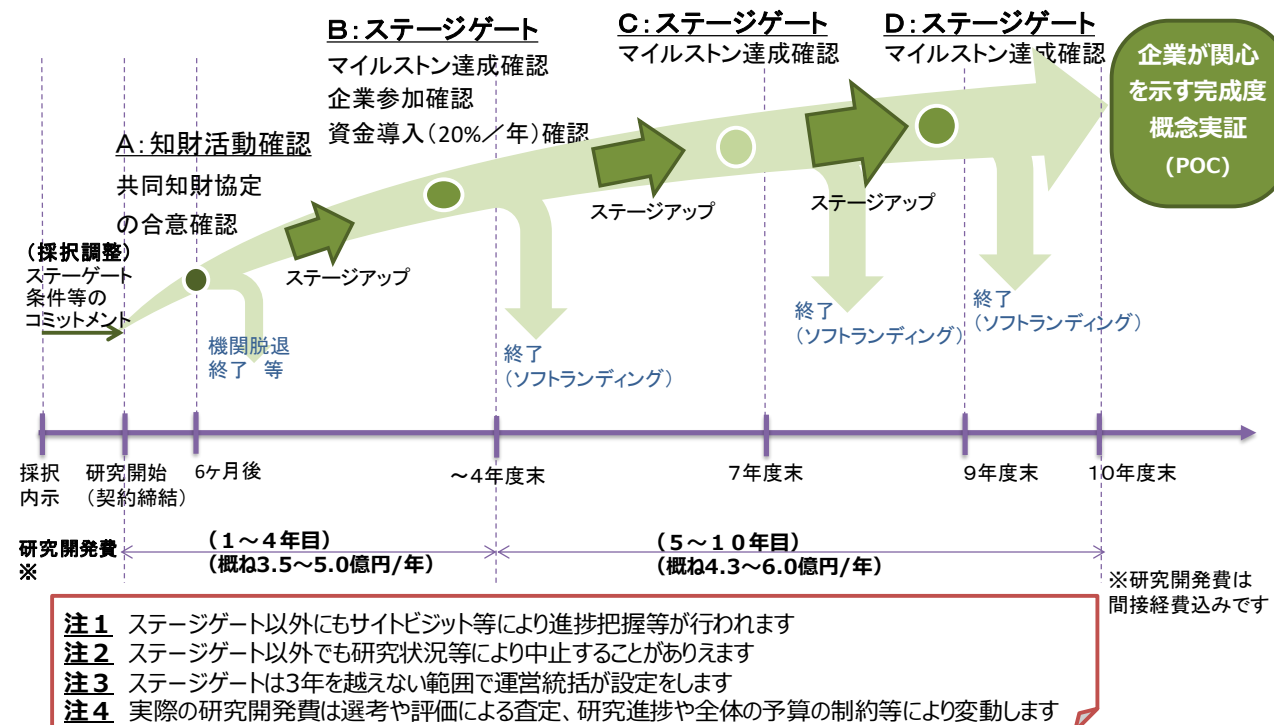 B:ステージゲート
マイルストン達成確認
企業参加確認
資金導入(20%/年)確認
C:ステージゲート
マイルストン達成確認
D:ステージゲート
マイルストン達成確認
企業が関心
を示す完成度
概念実証
(POC)
A:知財活動確認
共同知財協定
の合意確認
(採択調整)
ステーゲート
条件等の
コミットメント
ステージアップ
ステージアップ
ステージアップ
機関脱退
終了 等
終了
(ソフトランディング)
終了
(ソフトランディング)
終了
(ソフトランディング)
採択
内示
研究開始
(契約締結)
6ヶ月後
~4年度末
7年度末
9年度末
10年度末
研究開発費
※
(1~4年目)
(概ね3.5~5.0億円/年)
(5~10年目)
(概ね4.3~6.0億円/年)
※研究開発費は
間接経費込みです
注1 ステージゲート以外にもサイトビジット等により進捗把握等が行われます
注2 ステージゲート以外でも研究状況等により中止することがありえます
注3 ステージゲートは3年を越えない範囲で運営統括が設定をします
注4 実際の研究開発費は選考や評価による査定、研究進捗や全体の予算の制約等により変動します